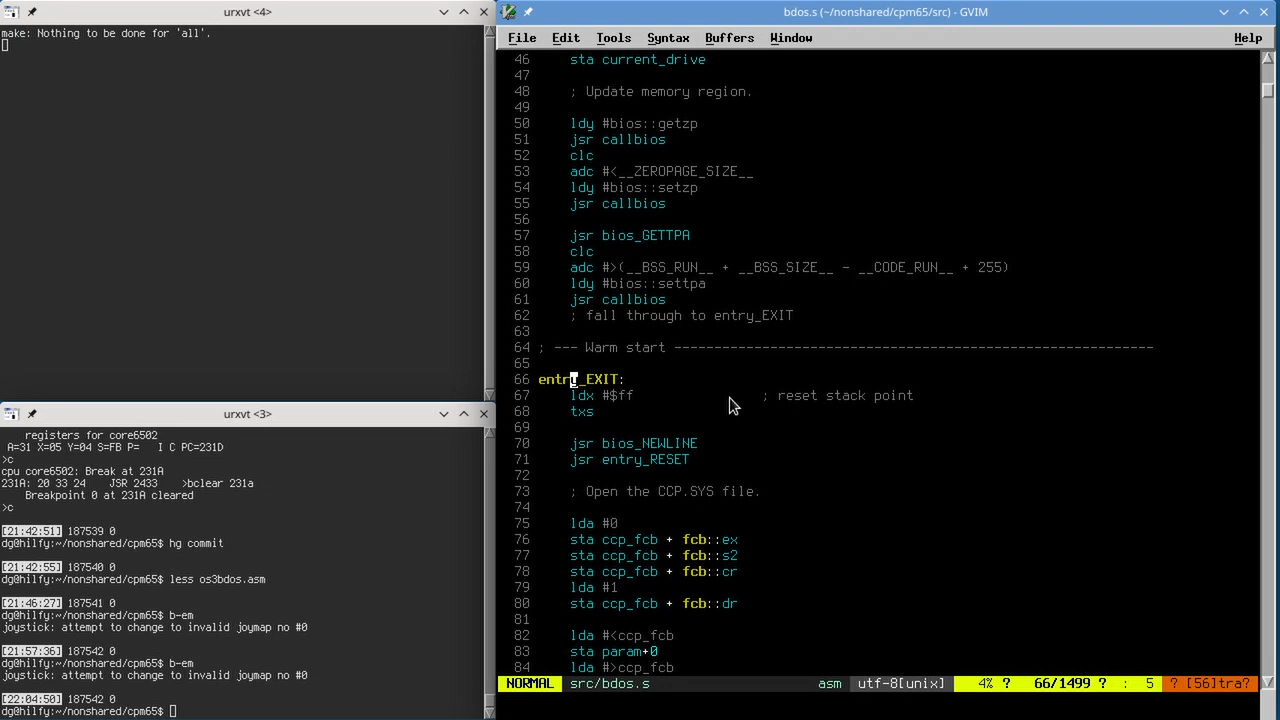 urxvt <4>
make: Nothing to be done for 'all'.
urxvt <3>
registers for core6502
A=31 X=05 Y=04 S=FB P=   I C PC=231D
>c
cpu core6502: Break at 231A
231A: 20 33 24    JSR 2433    >bclear 231a
Breakpoint 0 at 231A cleared
>c
[21:42:51] 187539 0
dg@hilfy:~/nonshared/cpm65$ hg commit
[21:42:55] 187540 0
dg@hilfy:~/nonshared/cpm65$ less os3bdos.asm
[21:46:27] 187541 0
dg@hilfy:~/nonshared/cpm65$ b-em
joystick: attempt to change to invalid joymap no #0
[21:57:36] 187542 0
dg@hilfy:~/nonshared/cpm65$ b-em
joystick: attempt to change to invalid joymap no #0
[22:04:50] 187542 0
dg@hilfy:~/nonshared/cpm65$
bdos.s (~/nonshared/cpm65/src) - GVIM
File Edit Tools Syntax Buffers Window Help
46 sta current_drive
47
48 ; Update memory region.
49
50 ldy #bios::getzp
51 jsr callbios
52 clc
53 adc #<__ZEROPAGE_SIZE__
54 ldy #bios::setzp
55 jsr callbios
56
57 jsr bios_GETTPA
58 clc
59 adc #>(__BSS_RUN__ + __BSS_SIZE__ - __CODE_RUN__ + 255)
60 ldy #bios::settpa
61 jsr callbios
62 ; fall through to entry_EXIT
63
64 ; --- Warm start ------------------------------------------------------------
65
66 entry_EXIT:
67 ldx #$ff                ; reset stack point
68 txs
69
70 jsr bios_NEWLINE
71 jsr entry_RESET
72
73 ; Open the CCP.SYS file.
74
75 lda #0
76 sta ccp_fcb + fcb::ex
77 sta ccp_fcb + fcb::s2
78 sta ccp_fcb + fcb::cr
79 lda #1
80 sta ccp_fcb + fcb::dr
81
82 lda #<ccp_fcb
83 sta param+0
84 lda #>ccp_fcb
NORMAL src/bdos.s asm utf-8[unix] 4% ? 66/1499 ? : 5 ? [56]tra?